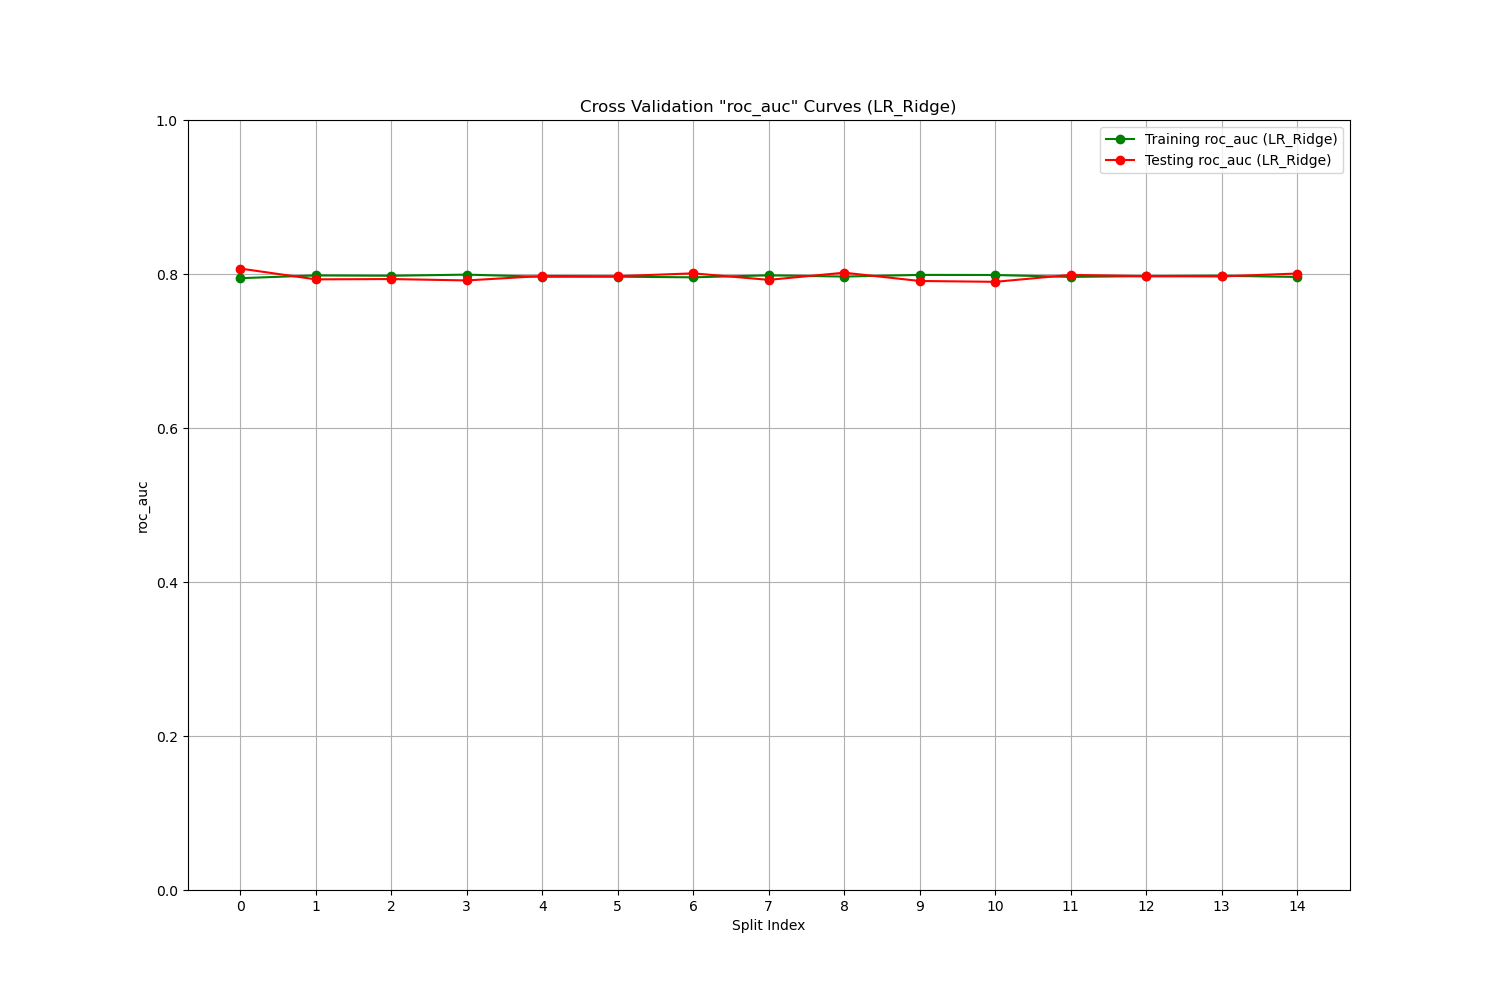 Cross Validation "roc_auc" Curves (LR_Ridge)
Training roc_auc (LR_Ridge)
Testing roc_auc (LR_Ridge)
1.0
0.8
0.6
0.4
0.2
0.0
roc_auc
0 1 2 3 4 5 6 7 8 9 10 11 12 13 14
Split Index